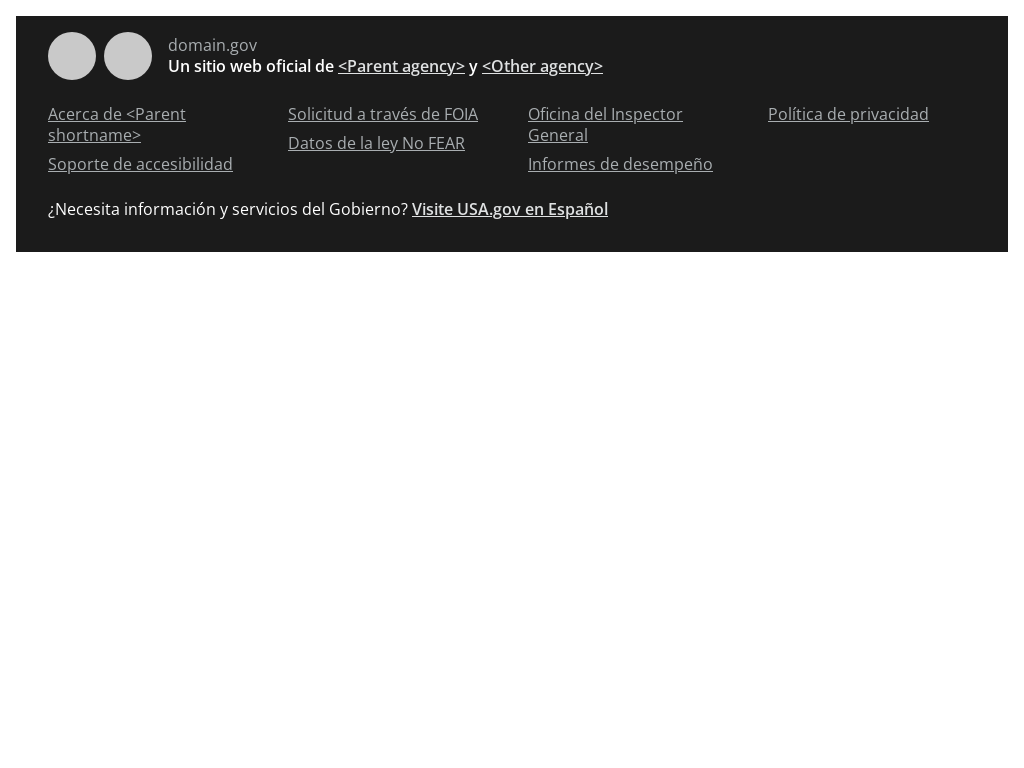 domain.gov
Un sitio web oficial de <Parent agency> y <Other agency>
Acerca de <Parent
shortname>
Soporte de accesibilidad
Solicitud a través de FOIA
Datos de la ley No FEAR
Oficina del Inspector
General
Informes de desempeño
Política de privacidad
¿Necesita información y servicios del Gobierno? Visite USA.gov en Español